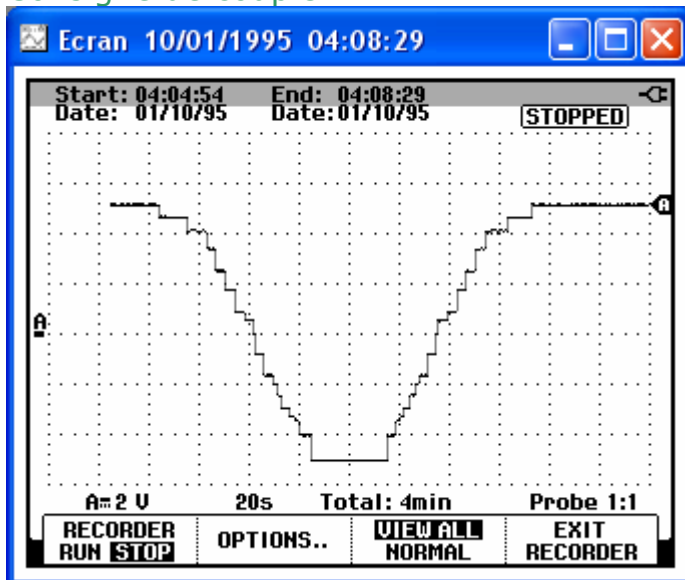 Ecran 10/01/1995 04:08:29
Start: 04:04:54 End: 04:08:29
Date: 01/10/95 Date:01/10/95 STOPPED
A
A
A=2 V 20s Total: 4min Probe 1:1
RECORDER OPTIONS.. VIEW ALL EXIT
RUN STOP NORMAL RECORDER